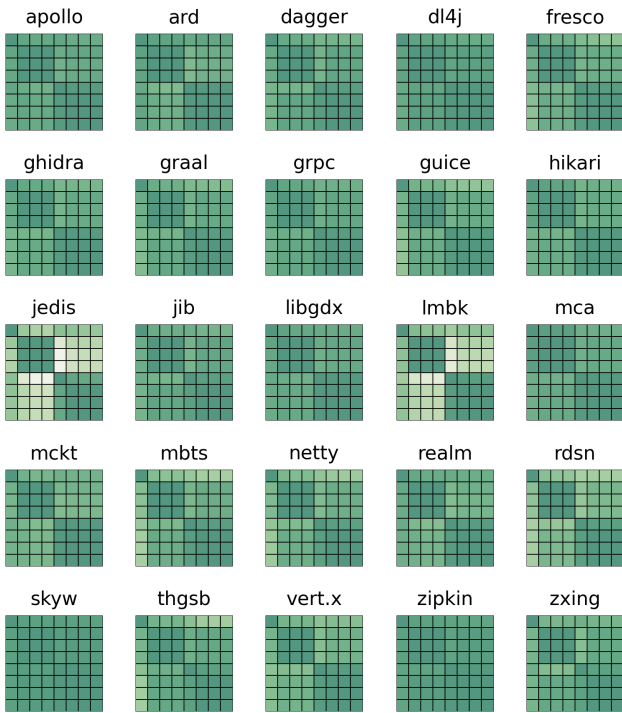 apollo ard dagger dl4j fresco
ghidra graal grpc guice hikari
jedis jib libgdx lmbk mca
mckt mbts netty realm rdsn
skyw thgsb vert.x zipkin zxing